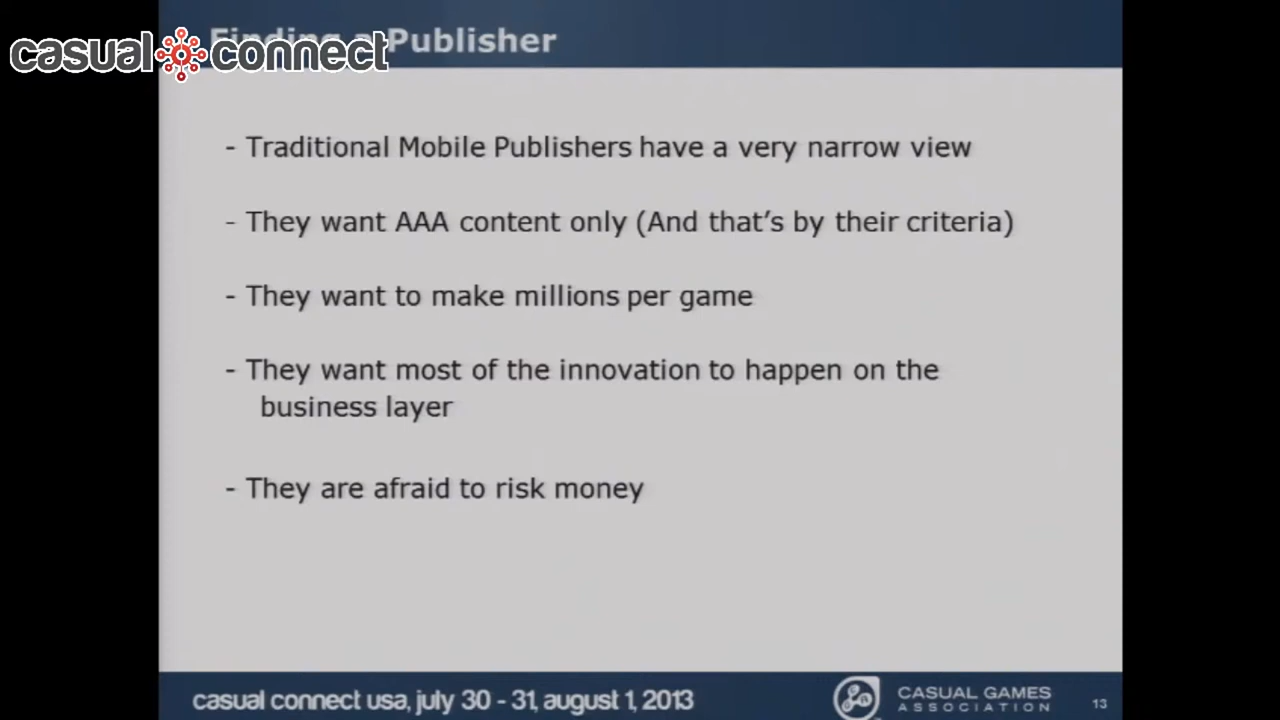 Finding a Publisher
casual connect
- Traditional Mobile Publishers have a very narrow view
- They want AAA content only (And that's by their criteria)
- They want to make millions per game
- They want most of the innovation to happen on the
business layer
- They are afraid to risk money
casual connect usa, july 30 - 31, august 1, 2013
CASUAL GAMES
ASSOCIATION
13